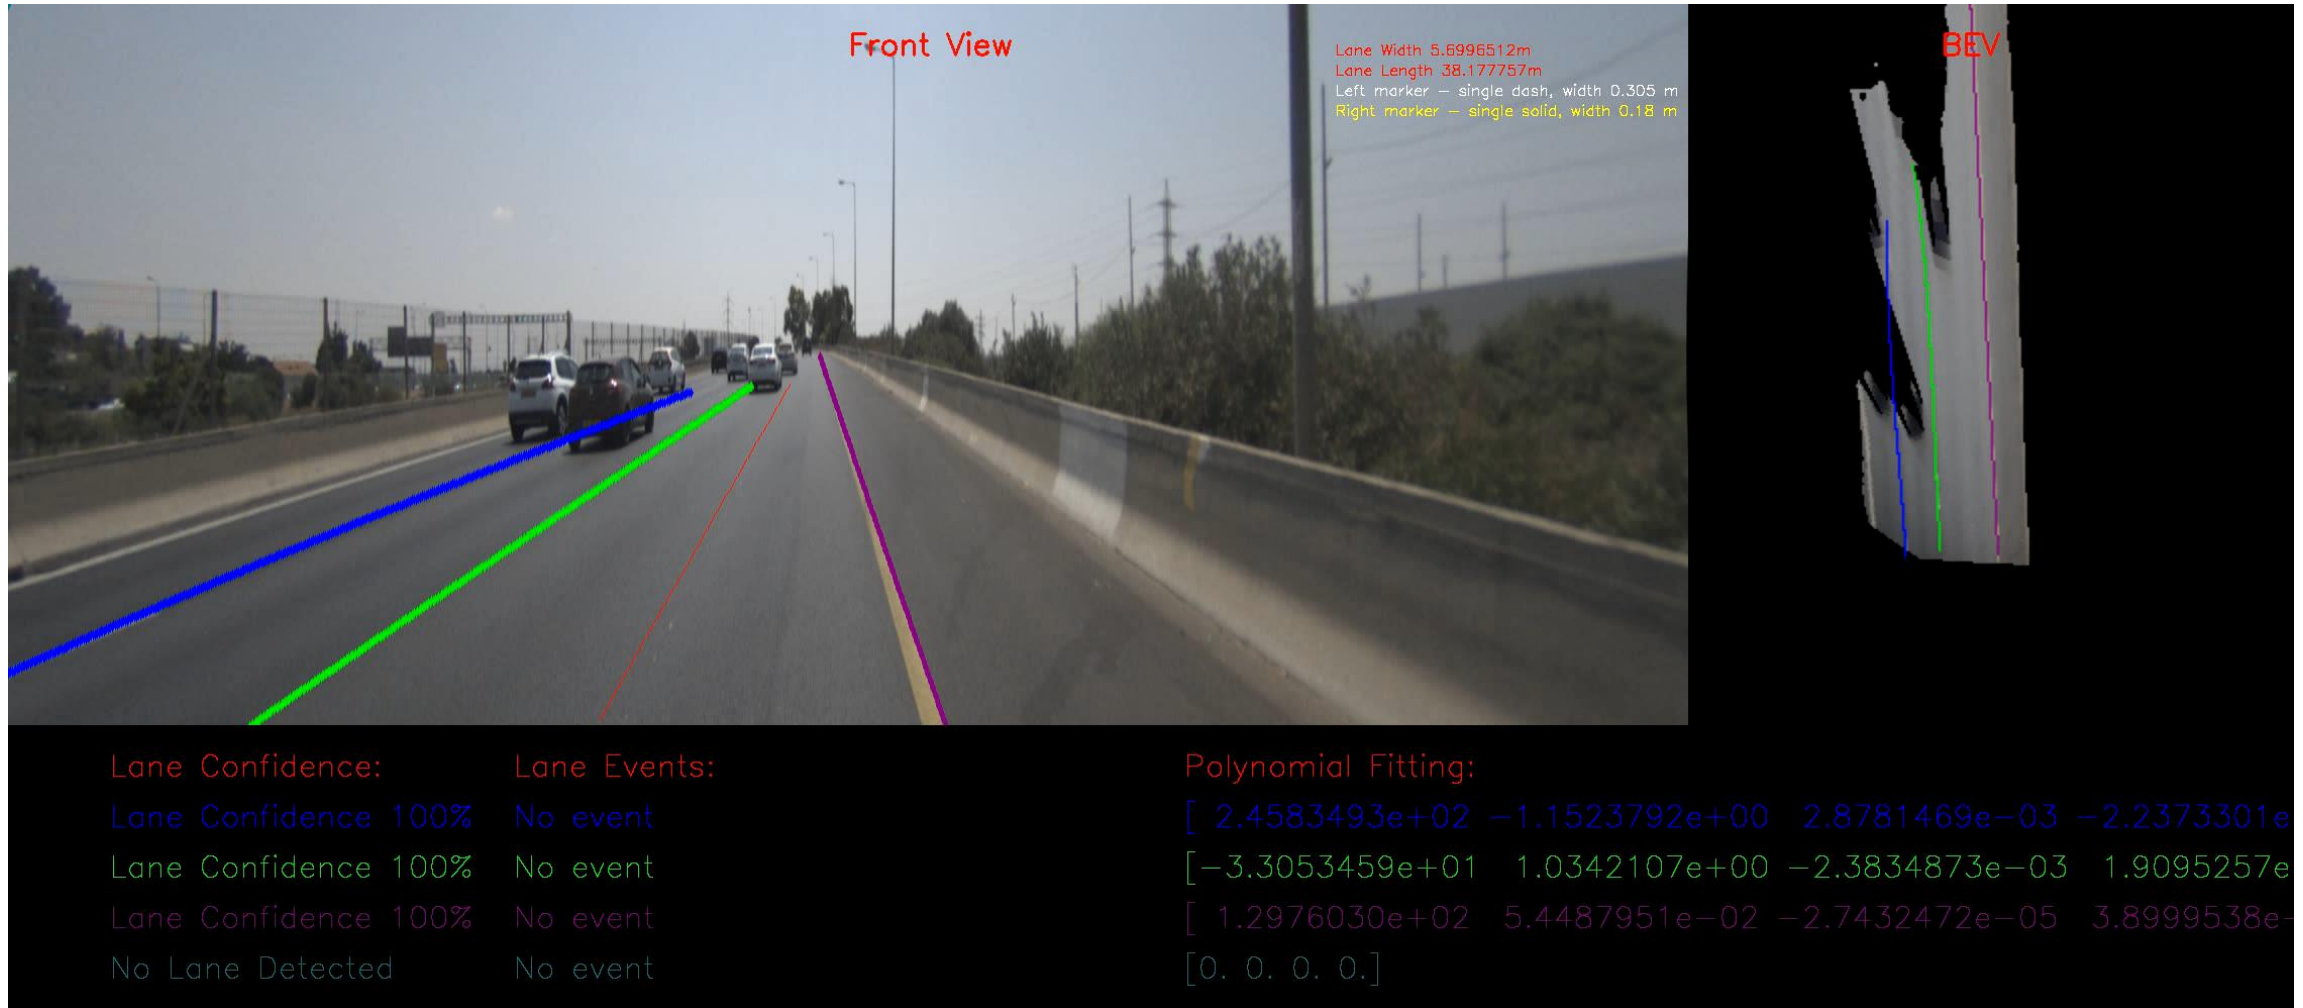 Front View
BEV
Lane Width 5.6996512m
Lane Length 38.177757m
Left marker – single dash, width 0.305 m
Right marker – single solid, width 0.18 m
Lane Confidence: Lane Events: Polynomial Fitting:
Lane Confidence 100% No event [ 2.4583493e+02 −1.1523792e+00 2.8781469e−03 −2.2373301e
Lane Confidence 100% No event [−3.3053459e+01 1.0342107e+00 −2.3834873e−03 1.9095257e
Lane Confidence 100% No event [ 1.2976030e+02 5.4487951e−02 −2.7432472e−05 3.8999538e−
No Lane Detected No event [0. 0. 0. 0.]